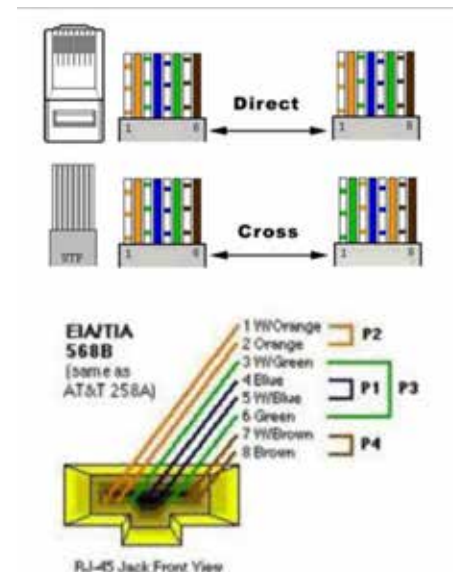 Direct
1 8 1 8
Cross
UTP
1 8 1 8
EIA/TIA
568B
(same as
AT&T 258A)
1 W/Orange
2 Orange
P2
3 W/Green
4 Blue
P1 P3
5 W/Blue
6 Green
7 W/Brown
P4
8 Brown
RJ-45 Jack Front View